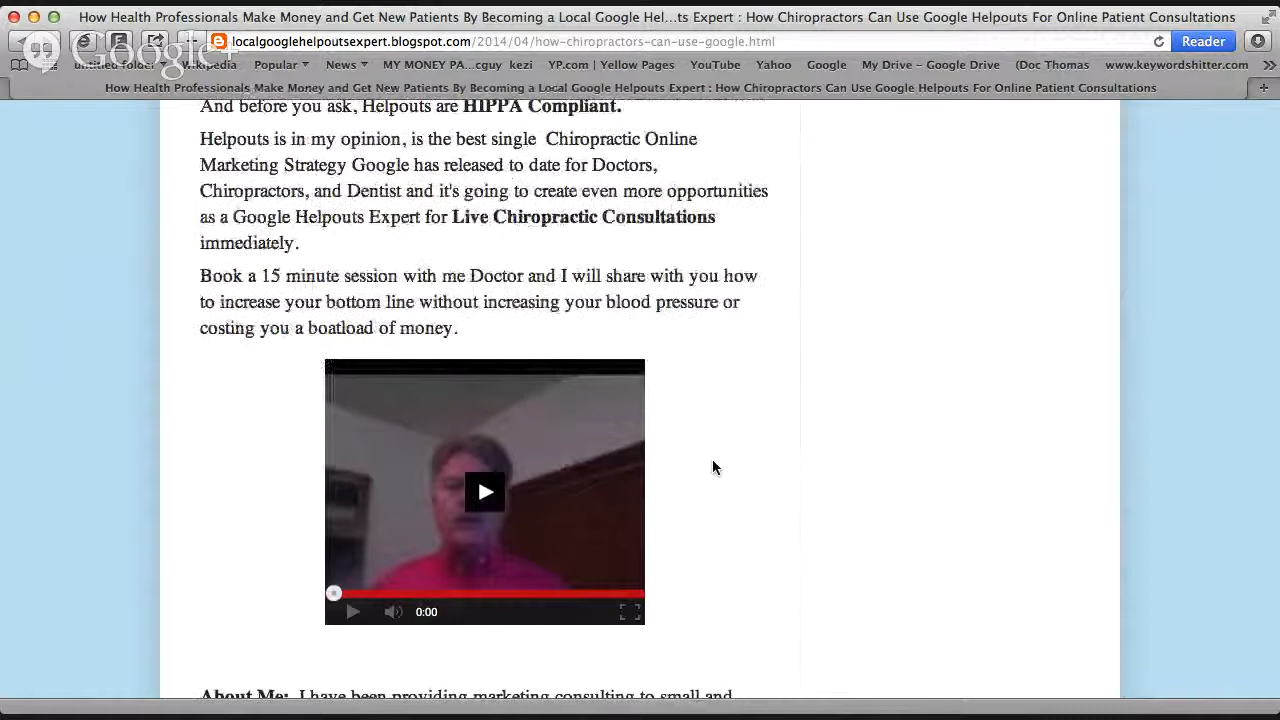 How Health Professionals Make Money and Get New Patients By Becoming a Local Google Hel...ts Expert : How Chiropractors Can Use Google Helpouts For Online Patient Consultations
Google+
localgooglehelpoutsexpert.blogspot.com/2014/04/how-chiropractors-can-use-google.html
Reader
untitled folder Wikipedia Popular News MY MONEY PA...cguy kezi YP.com | Yellow Pages YouTube Yahoo Google My Drive – Google Drive (Doc Thomas www.keywordshitter.com
How Health Professionals Make Money and Get New Patients By Becoming a Local Google Helpouts Expert : How Chiropractors Can Use Google Helpouts For Online Patient Consultations
And before you ask, Helpouts are HIPPA Compliant.
Helpouts is in my opinion, is the best single Chiropractic Online
Marketing Strategy Google has released to date for Doctors,
Chiropractors, and Dentist and it's going to create even more opportunities
as a Google Helpouts Expert for Live Chiropractic Consultations
immediately.
Book a 15 minute session with me Doctor and I will share with you how
to increase your bottom line without increasing your blood pressure or
costing you a boatload of money.
0:00
About Me: I have been providing marketing consulting to small and